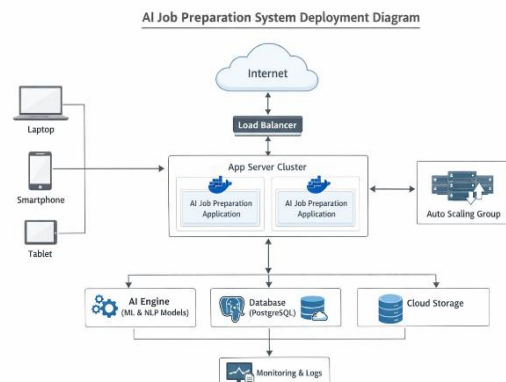 AI Job Preparation System Deployment Diagram
Internet
Load Balancer
Laptop
Smartphone
Tablet
App Server Cluster
AI Job Preparation
Application
AI Job Preparation
Application
Auto Scaling Group
AI Engine
(ML & NLP Models)
Database
(PostgreSQL)
Cloud Storage
Monitoring & Logs